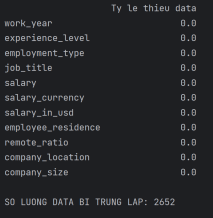 Ty le thieu data
work_year 0.0
experience_level 0.0
employment_type 0.0
job_title 0.0
salary 0.0
salary_currency 0.0
salary_in_usd 0.0
employee_residence 0.0
remote_ratio 0.0
company_location 0.0
company_size 0.0
SO LUONG DATA BI TRUNG LAP: 2652